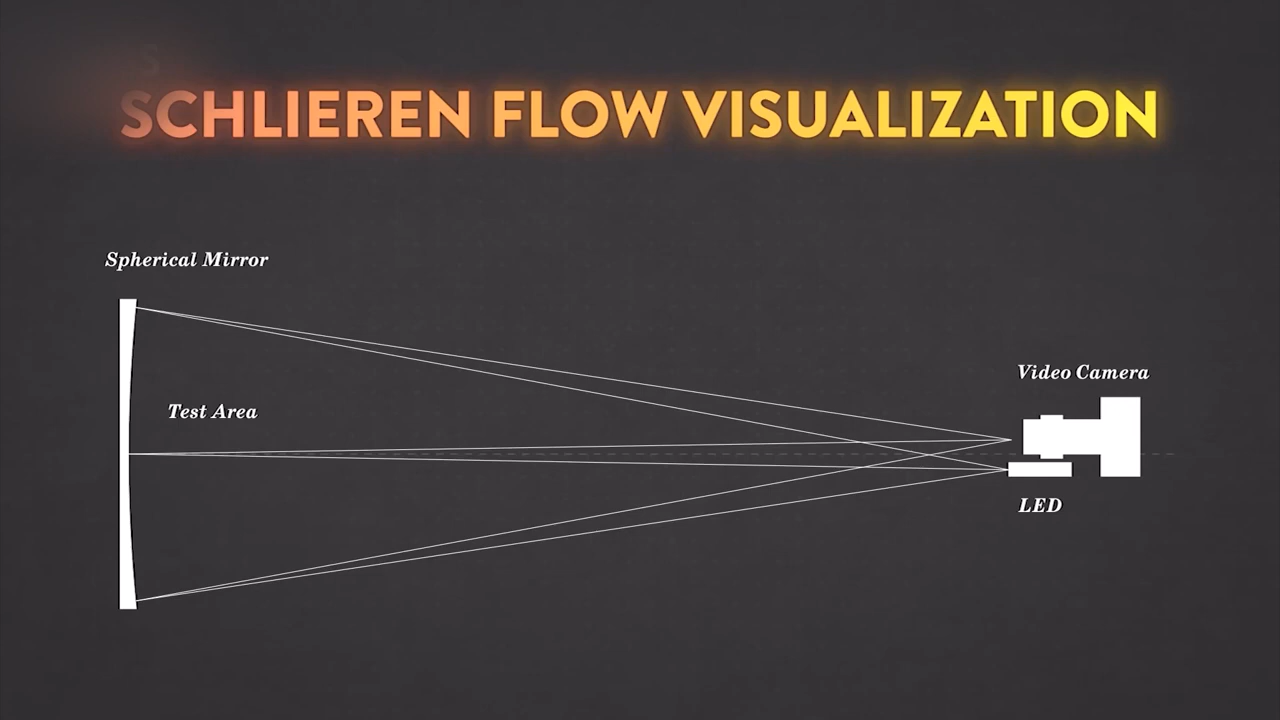 SCHLIEREN FLOW VISUALIZATION
Spherical Mirror
Video Camera
Test Area
LED